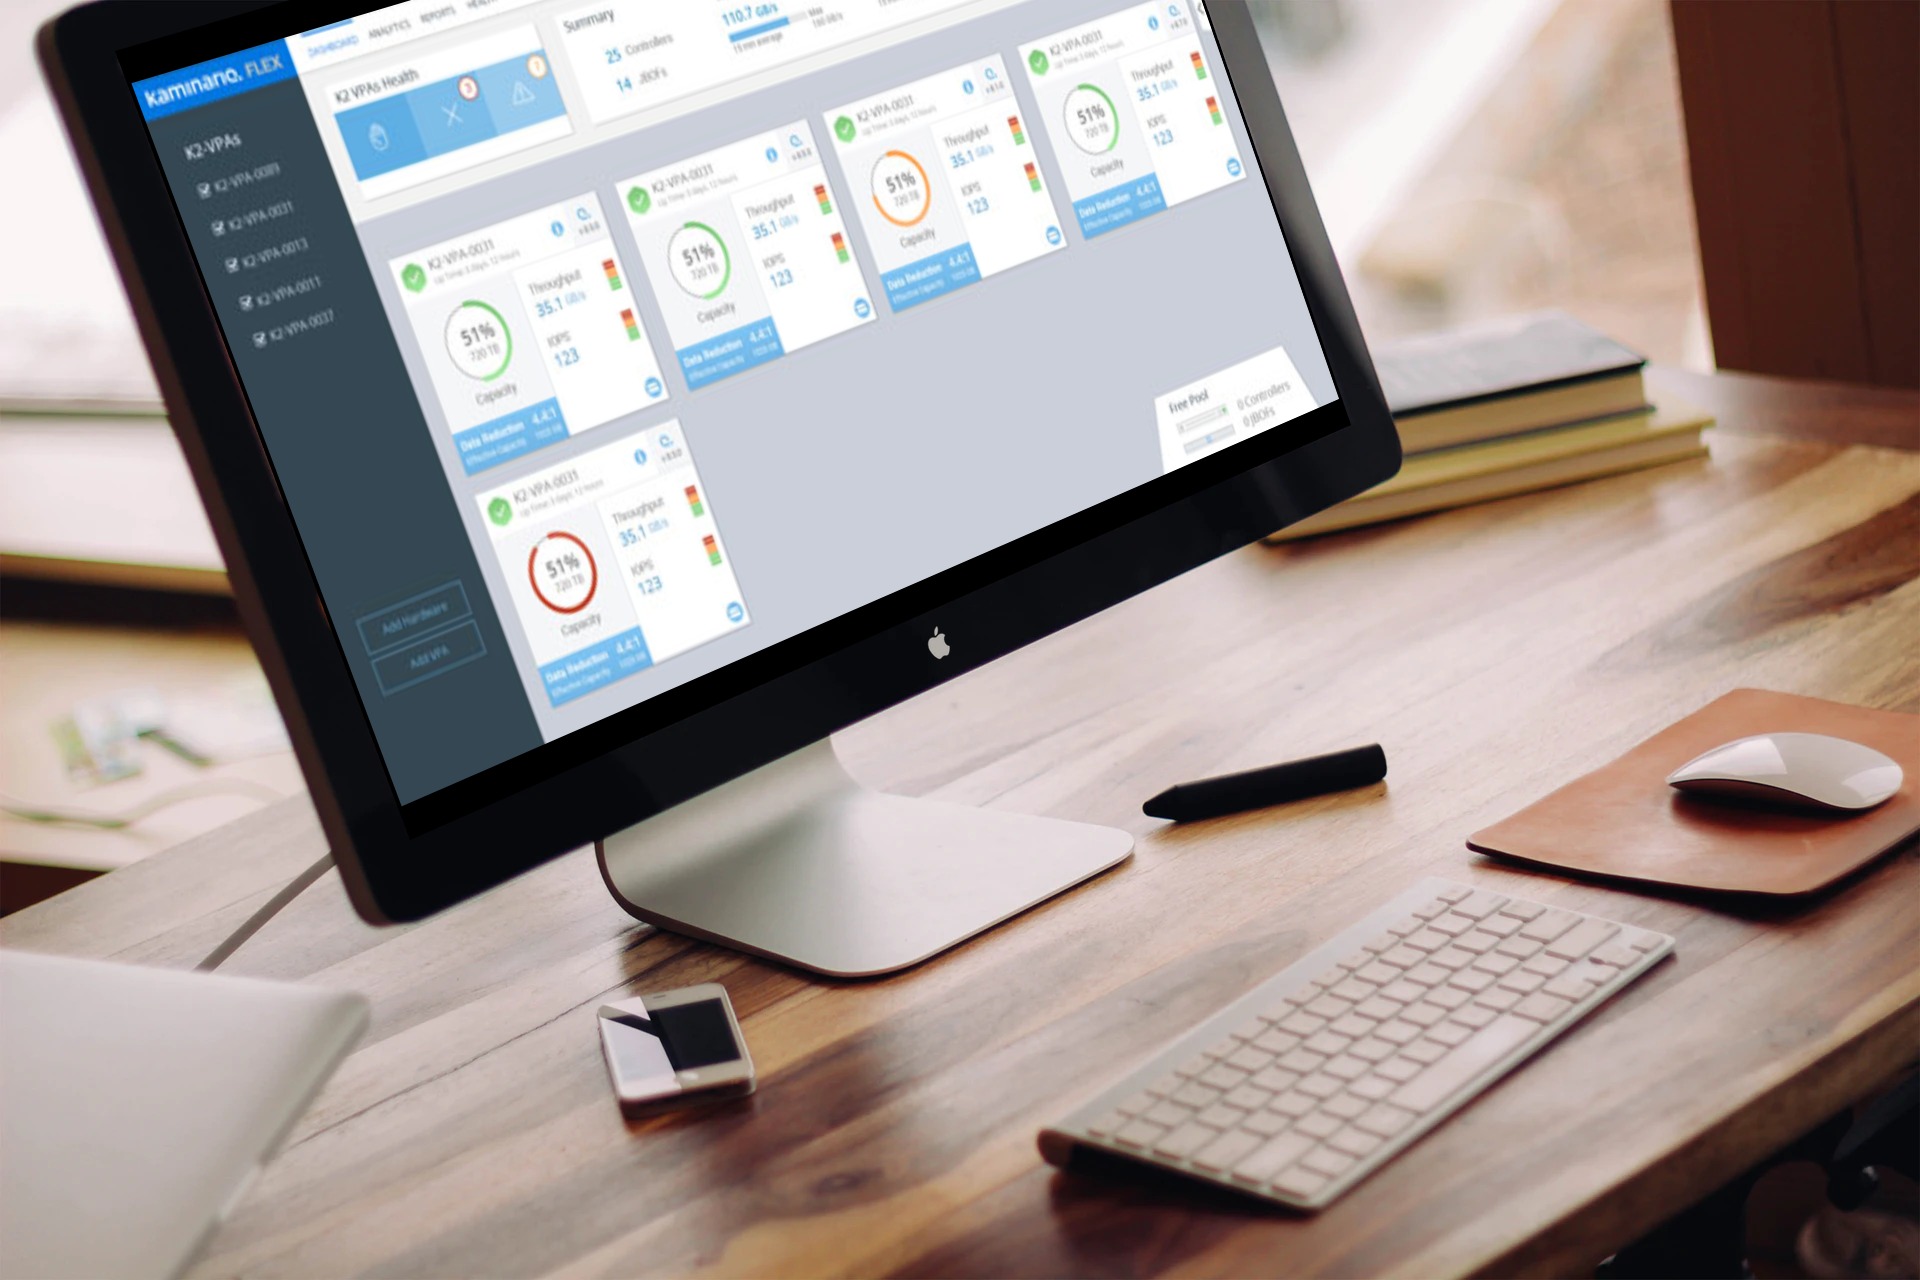 kaminario. FLEX
DASHBOARD ANALYTICS REPORTS
K2-VPAs
K2-VPA-0089
K2-VPA-0031
K2-VPA-0013
K2-VPA-0011
K2-VPA-0037
Add Hardware
Add VPA
K2 VPAs Health
3
Summary
25 Controllers
14 JBOFs
110.7 GB/s
15 min average
Max
K2-VPA-0031
Up Time: 3 days, 12 hours
51%
720 TB
Capacity
Throughput
35.1 GB/s
IOPS
123
Data Reduction 4.4:1
Effective Capacity
K2-VPA-0031
Up Time: 3 days, 12 hours
51%
720 TB
Capacity
Throughput
35.1 GB/s
IOPS
123
Data Reduction 4.4:1
Effective Capacity
K2-VPA-0031
Up Time: 3 days, 12 hours
51%
720 TB
Capacity
Throughput
35.1 GB/s
IOPS
123
Data Reduction 4.4:1
Effective Capacity
K2-VPA-0031
Up Time: 3 days, 12 hours
51%
720 TB
Capacity
Throughput
35.1 GB/s
IOPS
123
Data Reduction 4.4:1
Effective Capacity
K2-VPA-0031
Up Time: 3 days, 12 hours
51%
720 TB
Capacity
Throughput
35.1 GB/s
IOPS
123
Data Reduction 4.4:1
Effective Capacity
Free Pool
0 Controllers
0 JBOFs